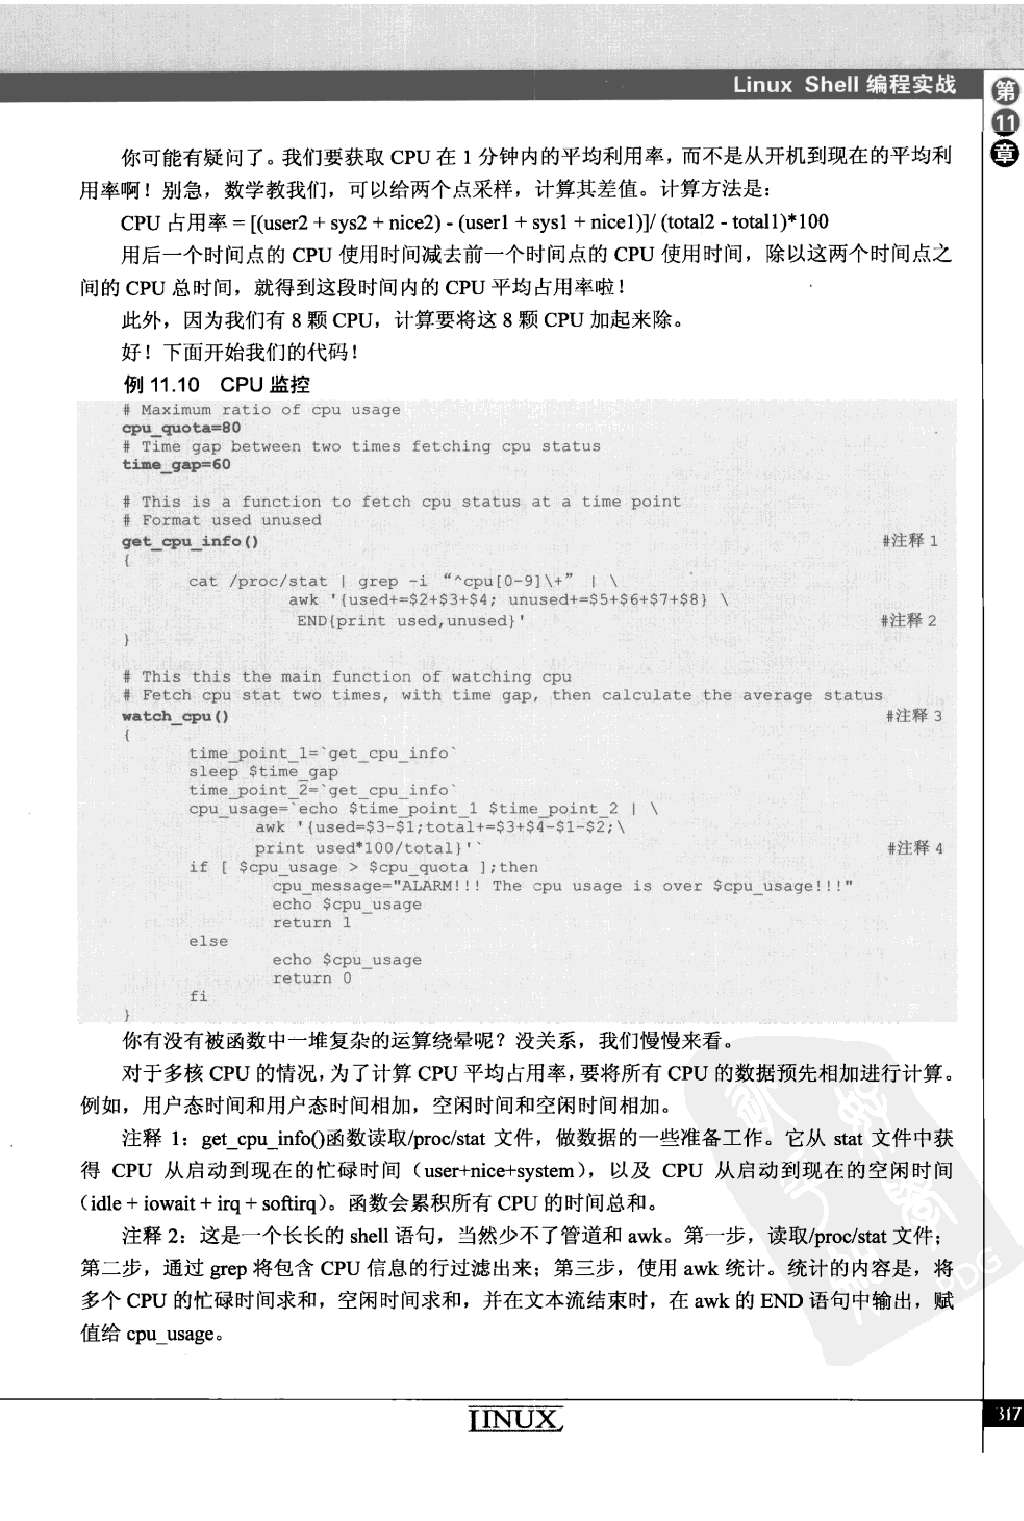 Linux Shell 编程实战
第
11
章
你可能有疑问了。我们要获取 CPU 在 1 分钟内的平均利用率，而不是从开机到现在的平均利
用率啊！别急，数学教我们，可以给两个点采样，计算其差值。计算方法是：
CPU 占用率 = [(user2 + sys2 + nice2) - (user1 + sys1 + nice1)]/ (total2 - total1)*100
用后一个时间点的 CPU 使用时间减去前一个时间点的 CPU 使用时间，除以这两个时间点之
间的 CPU 总时间，就得到这段时间内的 CPU 平均占用率啦！
此外，因为我们有 8 颗 CPU，计算要将这 8 颗 CPU 加起来除。
好！下面开始我们的代码！
例 11.10 CPU 监控
# Maximum ratio of cpu usage
cpu_quota=80
# Time gap between two times fetching cpu status
time_gap=60
# This is a function to fetch cpu status at a time point
# Format used unused
get_cpu_info() #注释 1
{
cat /proc/stat | grep -i “^cpu[0-9]\+” | \
awk '{used+=$2+$3+$4; unused+=$5+$6+$7+$8} \
END{print used,unused}' #注释 2
}
# This this the main function of watching cpu
# Fetch cpu stat two times, with time gap, then calculate the average status
watch_cpu() #注释 3
{
time_point_1=`get_cpu_info`
sleep $time_gap
time_point_2=`get_cpu_info`
cpu_usage=`echo $time_point_1 $time_point_2 | \
awk '{used=$3-$1;total+=$3+$4-$1-$2;\
print used*100/total}'` #注释 4
if [ $cpu_usage > $cpu_quota ];then
cpu_message="ALARM!!! The cpu usage is over $cpu_usage!!!"
echo $cpu_usage
return 1
else
echo $cpu_usage
return 0
fi
}
你有没有被函数中一堆复杂的运算绕晕呢？没关系，我们慢慢来看。
对于多核 CPU 的情况，为了计算 CPU 平均占用率，要将所有 CPU 的数据预先相加进行计算。
例如，用户态时间和用户态时间相加，空闲时间和空闲时间相加。
注释 1：get_cpu_info()函数读取/proc/stat 文件，做数据的一些准备工作。它从 stat 文件中获
得 CPU 从启动到现在的忙碌时间（user+nice+system），以及 CPU 从启动到现在的空闲时间
（idle + iowait + irq + softirq）。函数会累积所有 CPU 的时间总和。
注释 2：这是一个长长的 shell 语句，当然少不了管道和 awk。第一步，读取/proc/stat 文件；
第二步，通过 grep 将包含 CPU 信息的行过滤出来；第三步，使用 awk 统计。统计的内容是，将
多个 CPU 的忙碌时间求和，空闲时间求和，并在文本流结束时，在 awk 的 END 语句中输出，赋
值给 cpu_usage。
LINUX
317